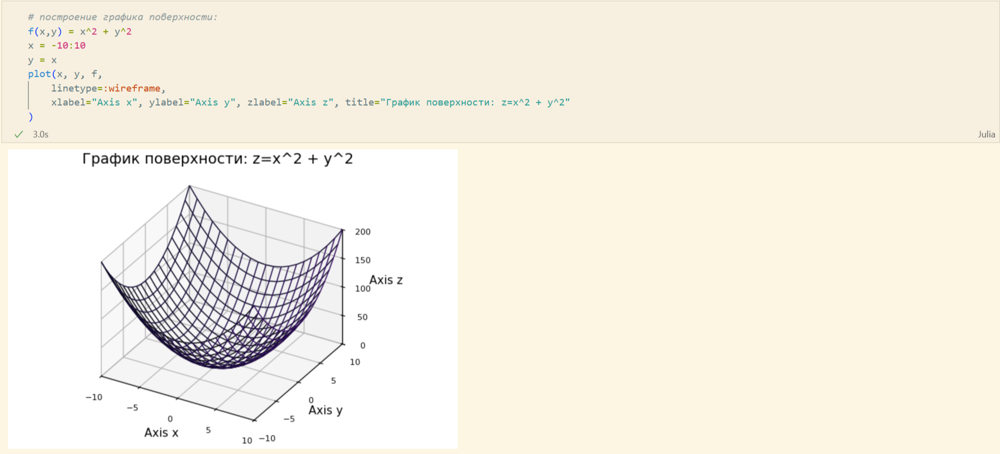 # построение графика поверхности:
f(x,y) = x^2 + y^2
x = -10:10
y = x
plot(x, y, f,
    linetype=:wireframe,
    xlabel="Axis x", ylabel="Axis y", zlabel="Axis z", title="График поверхности: z=x^2 + y^2"
)
3.0s
Julia
График поверхности: z=x^2 + y^2
200
150
Axis z
100
50
0
10
5
0
Axis y
−5
−10
−10
−5
0
Axis x
5
10